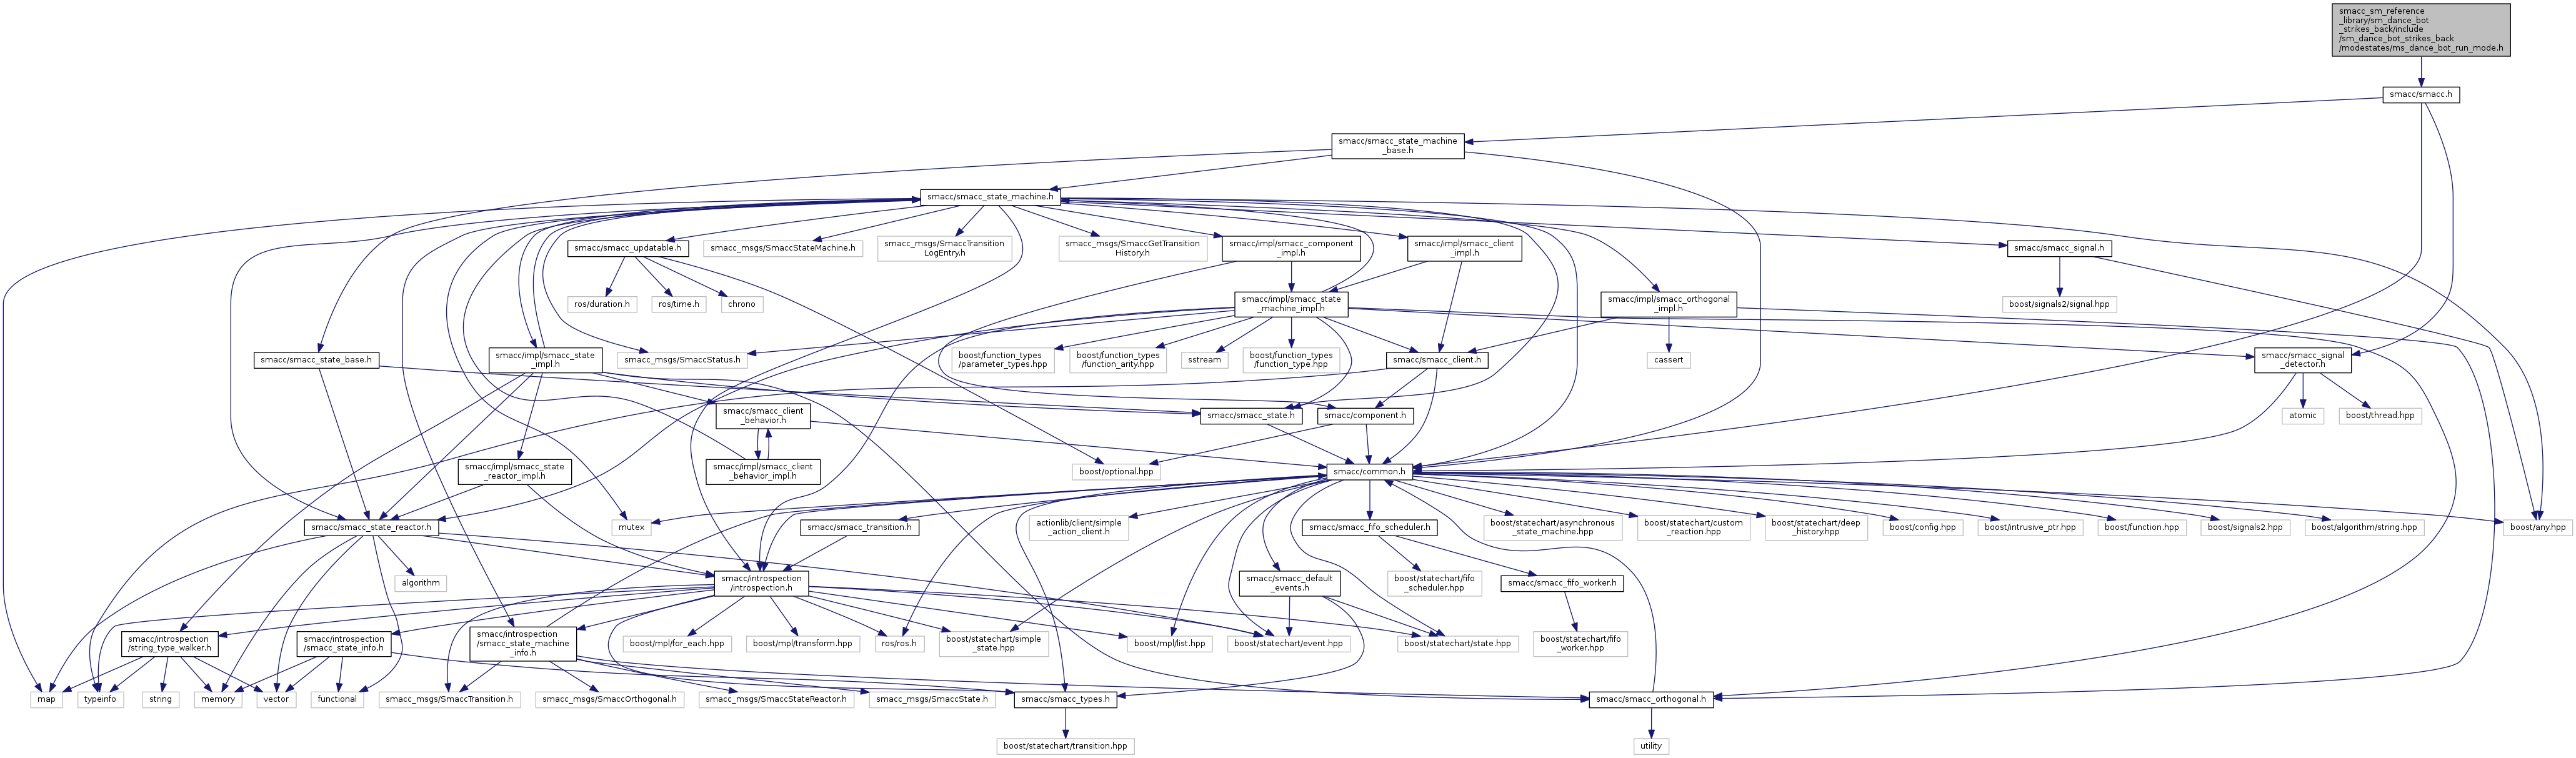 smacc_sm_reference
_library/sm_dance_bot
_strikes_back/include
/sm_dance_bot_strikes_back
/modestates/ms_dance_bot_run_mode.h
smacc/smacc.h
smacc/smacc_state_machine
_base.h
smacc/smacc_state_machine.h
smacc/smacc_updatable.h
smacc_msgs/SmaccStateMachine.h
smacc_msgs/SmaccTransition
LogEntry.h
smacc_msgs/SmaccGetTransition
History.h
smacc/impl/smacc_component
_impl.h
smacc/impl/smacc_client
_impl.h
smacc/smacc_signal.h
ros/duration.h
ros/time.h
chrono
smacc/impl/smacc_state
_machine_impl.h
smacc/impl/smacc_orthogonal
_impl.h
boost/signals2/signal.hpp
smacc/smacc_state_base.h
smacc/impl/smacc_state
_impl.h
smacc_msgs/SmaccStatus.h
boost/function_types
/parameter_types.hpp
boost/function_types
/function_arity.hpp
sstream
boost/function_types
/function_type.hpp
smacc/smacc_client.h
cassert
smacc/smacc_signal
_detector.h
smacc/smacc_client
_behavior.h
smacc/smacc_state.h
smacc/component.h
atomic
boost/thread.hpp
smacc/impl/smacc_state
_reactor_impl.h
smacc/impl/smacc_client
_behavior_impl.h
boost/optional.hpp
smacc/common.h
smacc/smacc_state_reactor.h
mutex
smacc/smacc_transition.h
actionlib/client/simple
_action_client.h
smacc/smacc_fifo_scheduler.h
boost/statechart/asynchronous
_state_machine.hpp
boost/statechart/custom
_reaction.hpp
boost/statechart/deep
_history.hpp
boost/config.hpp
boost/intrusive_ptr.hpp
boost/function.hpp
boost/signals2.hpp
boost/algorithm/string.hpp
boost/any.hpp
algorithm
smacc/introspection
/introspection.h
smacc/smacc_default
_events.h
boost/statechart/fifo
_scheduler.hpp
smacc/smacc_fifo_worker.h
smacc/introspection
/string_type_walker.h
smacc/introspection
/smacc_state_info.h
smacc/introspection
/smacc_state_machine
_info.h
boost/mpl/for_each.hpp
boost/mpl/transform.hpp
ros/ros.h
boost/statechart/simple
_state.hpp
boost/mpl/list.hpp
boost/statechart/event.hpp
boost/statechart/state.hpp
boost/statechart/fifo
_worker.hpp
map
typeinfo
string
memory
vector
functional
smacc_msgs/SmaccTransition.h
smacc_msgs/SmaccOrthogonal.h
smacc_msgs/SmaccStateReactor.h
smacc_msgs/SmaccState.h
smacc/smacc_types.h
smacc/smacc_orthogonal.h
boost/statechart/transition.hpp
utility